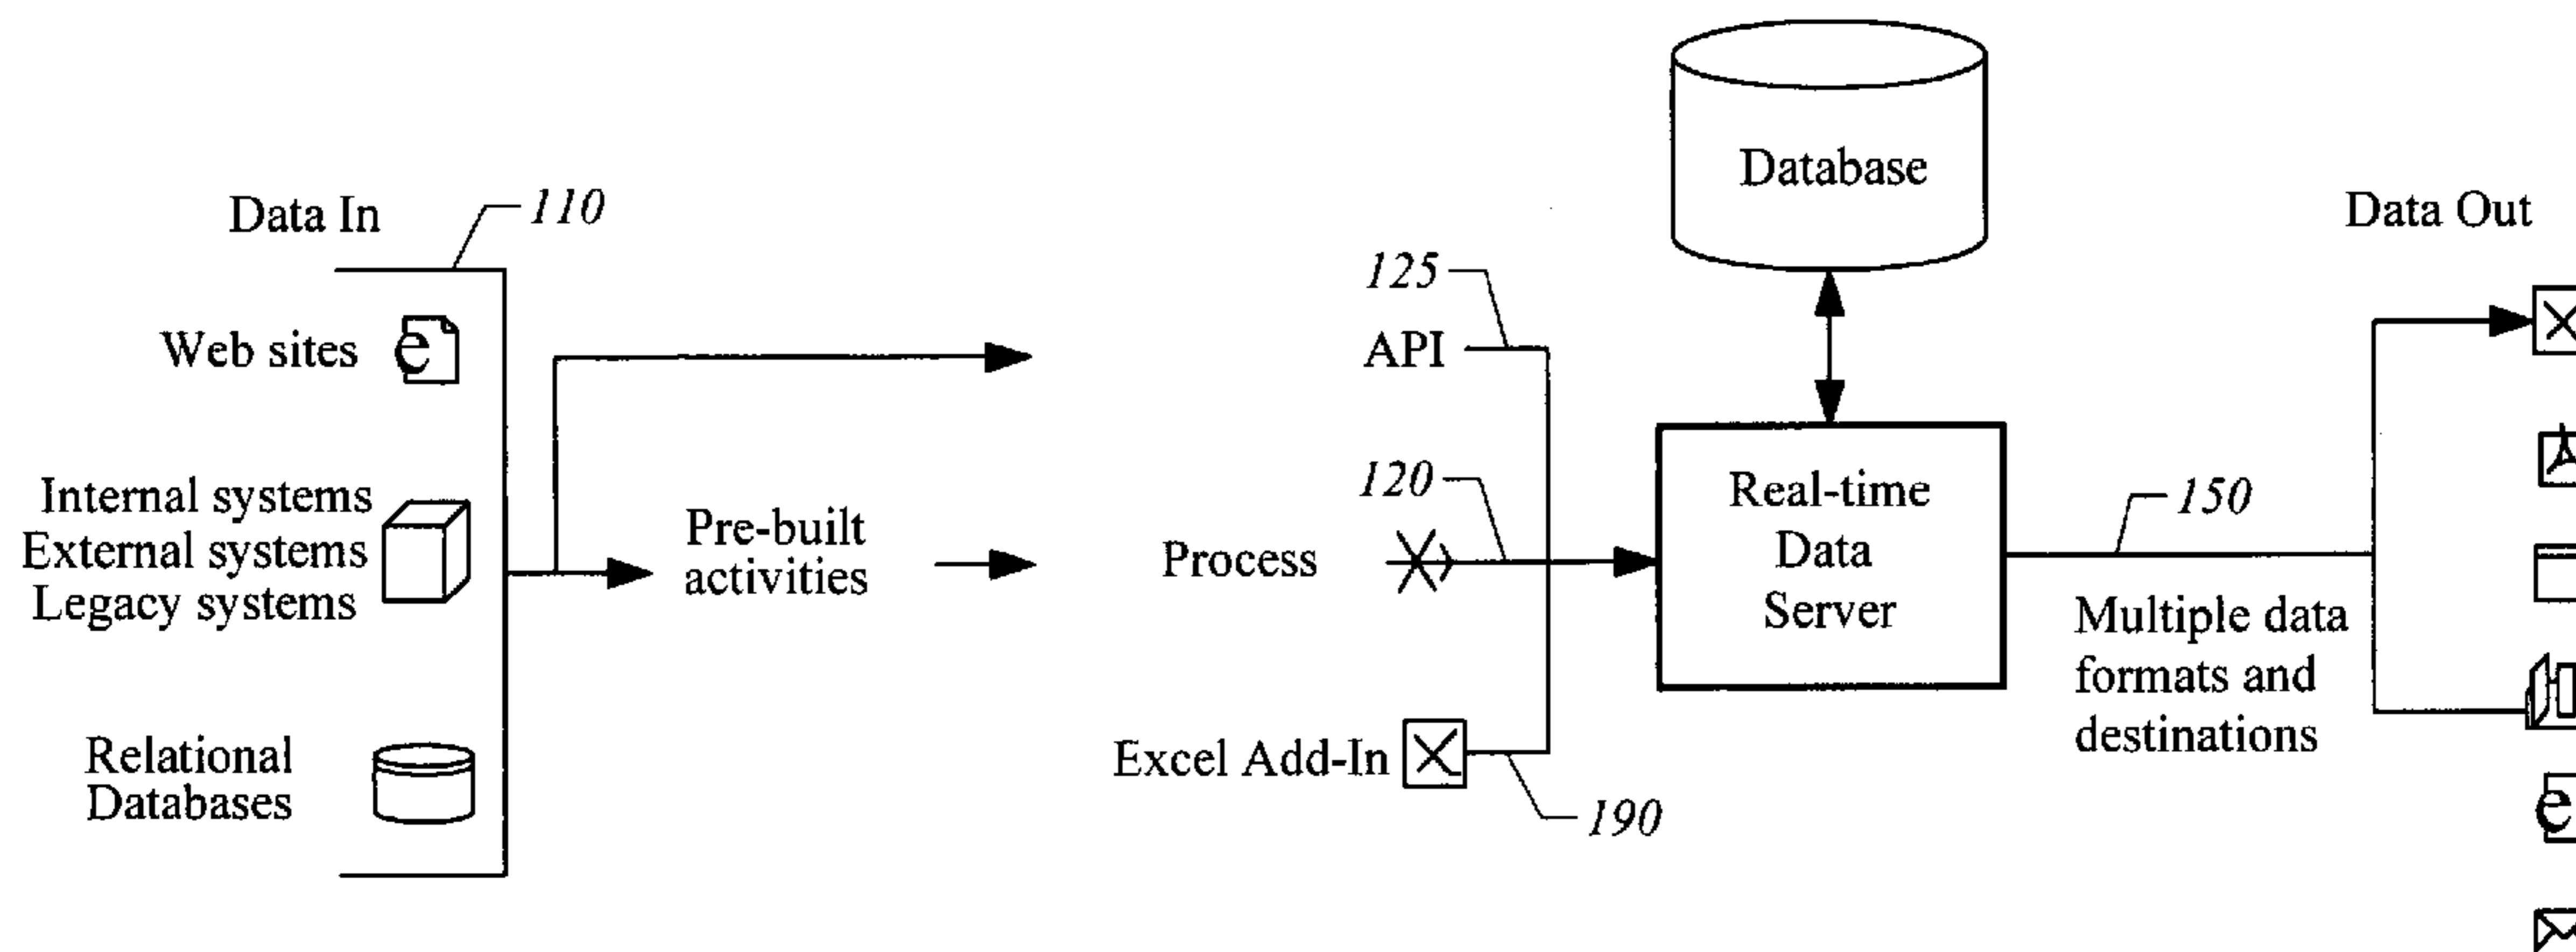 Data In
110
Web sites
Internal systems
External systems
Legacy systems
Relational
Databases
Pre-built
activities
125
API
120
Process
Excel Add-In
190
Database
Real-time
Data
Server
150
Multiple data
formats and
destinations
Data Out